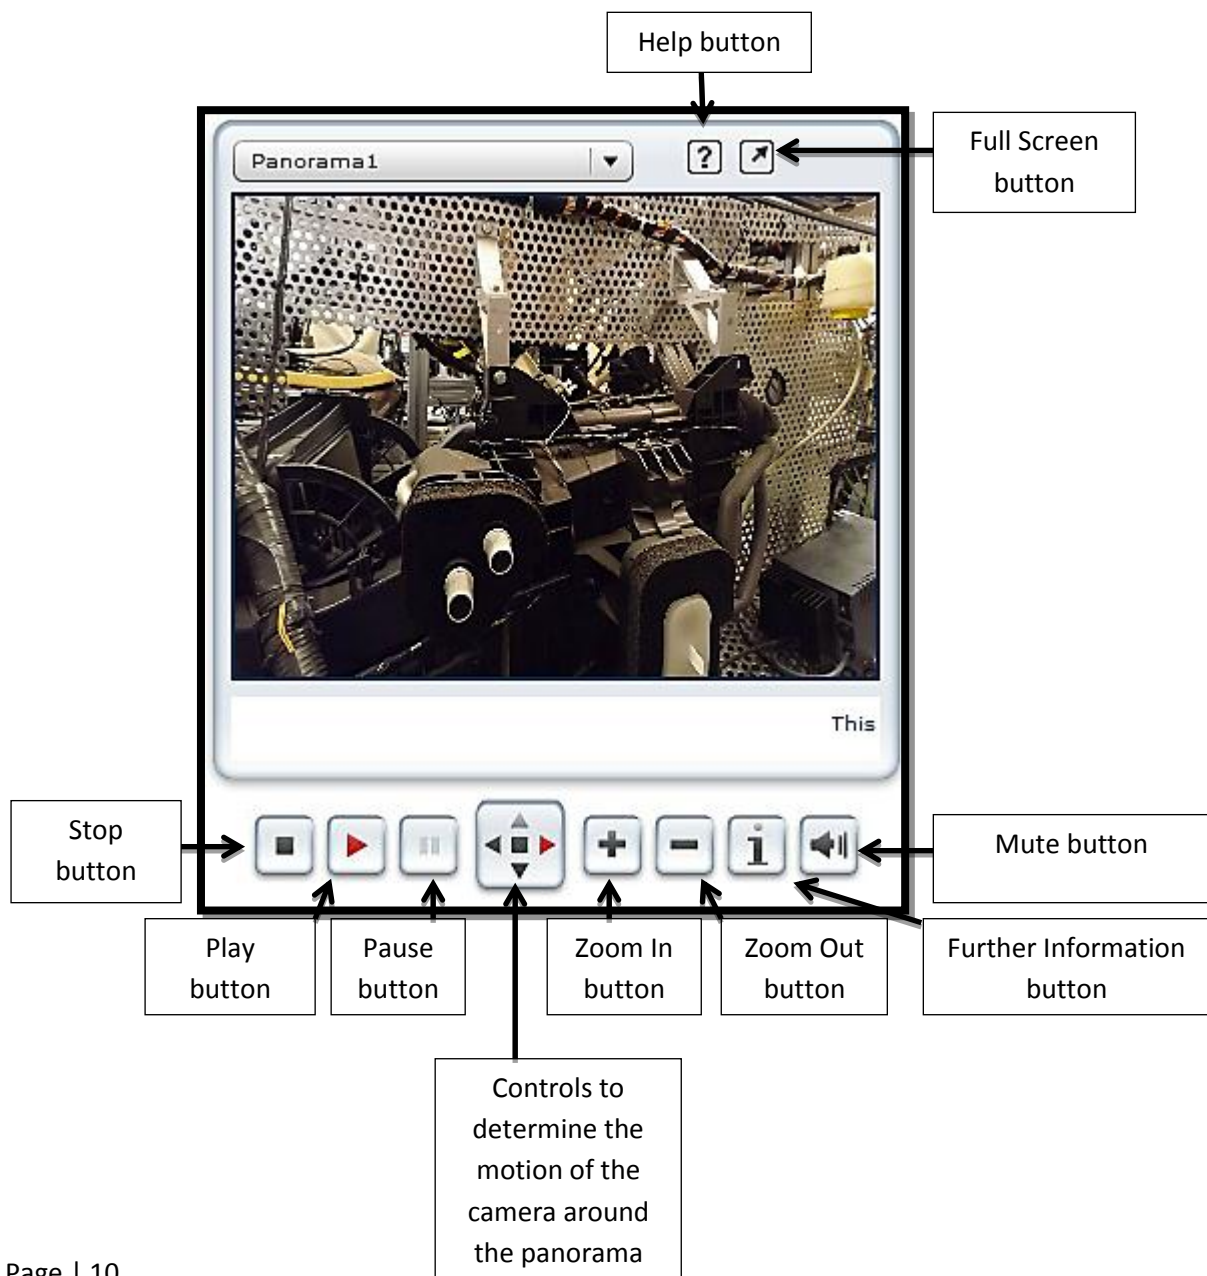 Help button
Full Screen
button
Panorama1
?
This
Stop
button
i
Mute button
Play
button
Pause
button
Zoom In
button
Zoom Out
button
Further Information
button
Controls to
determine the
motion of the
camera around
the panorama
Page | 10